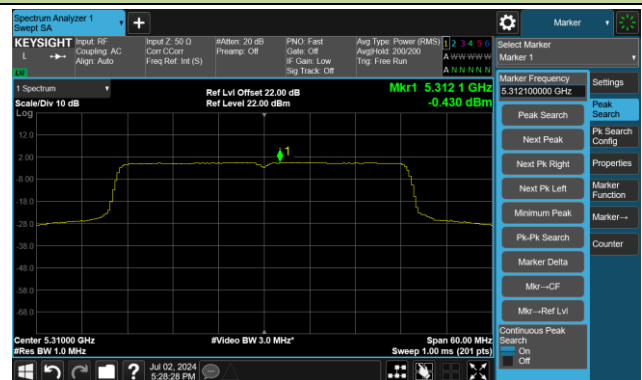 Spectrum Analyzer 1
Swept SA
+
Marker
KEYSIGHT
L
LV
Input: RF
Coupling: AC
Align: Auto
Input Z: 50 Ω
Corr CCorr
Freq Ref: Int (S)
#Atten: 20 dB
Preamp: Off
PNO: Fast
Gate: Off
IF Gain: Low
Sig Track: Off
Avg Type: Power (RMS)
Avg|Hold: 200/200
Trig: Free Run
1 2 3 4 5 6
A W W W W W
A N N N N N
Select Marker
Marker 1
1 Spectrum
Scale/Div 10 dB
Log
Ref Lvl Offset 22.00 dB
Ref Level 22.00 dBm
Mkr1 5.312 1 GHz
-0.430 dBm
12.0
2.00
-8.00
-18.0
-28.0
-38.0
-48.0
-58.0
-68.0
1
Center 5.31000 GHz
#Res BW 1.0 MHz
#Video BW 3.0 MHz*
Span 60.00 MHz
Sweep 1.00 ms (201 pts)
Marker Frequency
5.312100000 GHz
Peak Search
Next Peak
Next Pk Right
Next Pk Left
Minimum Peak
Pk-Pk Search
Marker Delta
Mkr→CF
Mkr→Ref Lvl
Continuous Peak
Search
On
Off
Settings
Peak
Search
Pk Search
Config
Properties
Marker
Function
Marker→
Counter
?
Jul 02, 2024
5:28:28 PM